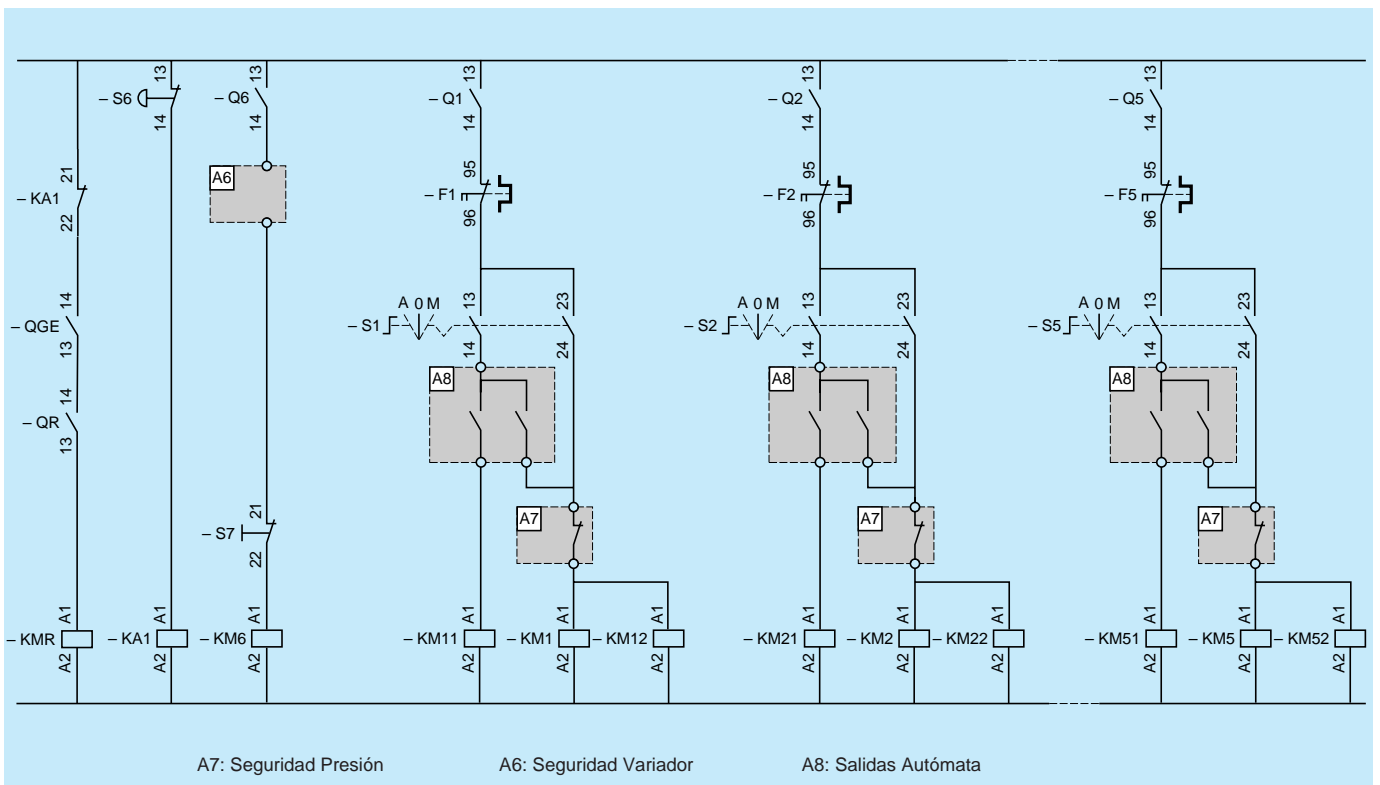 13 13 13 13 13
– S6 – Q6 – Q1 – Q2 – Q5
14 14 14 14 14
21 A6 95 95 95
– KA1 – F1 – F2 – F5
22 96 96 96
14 A 0 M 13 23 A 0 M 13 23 A 0 M 13 23
– QGE – S1 – S2 – S5
13 14 24 14 24 14 24
14 A8 A8 A8
– QR
13
21 A7 A7 A7
– S7
22
A1 A1 A1 A1 A1 A1 A1 A1 A1 A1 A1 A1
– KMR – KA1 – KM6 – KM11 – KM1 – KM12 – KM21 – KM2 – KM22 – KM51 – KM5 – KM52
A2 A2 A2 A2 A2 A2 A2 A2 A2 A2 A2 A2
A7: Seguridad Presión A6: Seguridad Variador A8: Salidas Autómata